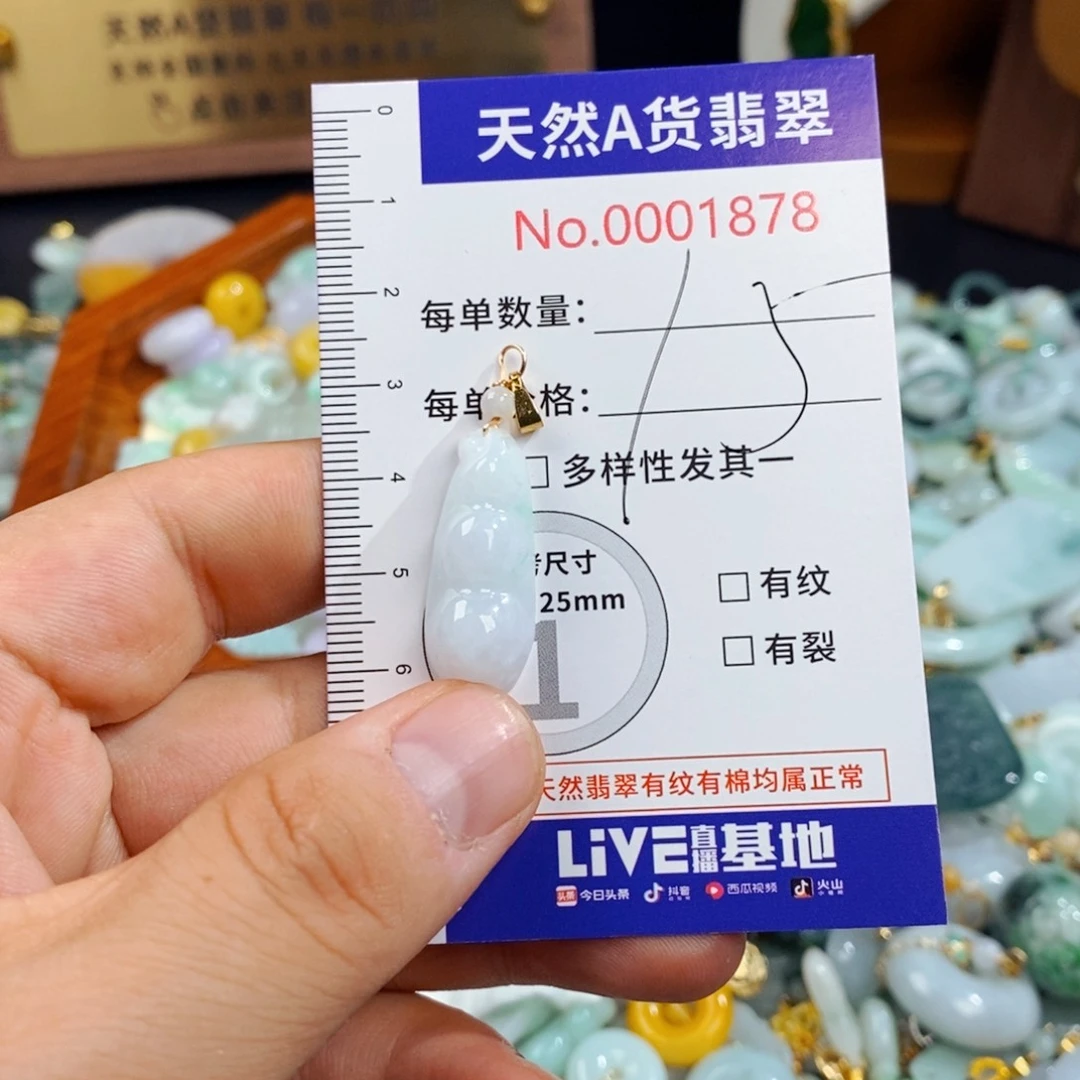 天然A货翡翠
No.0001878
0
1
2
3
4
5
6
每单数量：
每单 格：
多样性发其一
尺寸
25mm
1
有纹
有裂
天然翡翠有纹有棉均属正常
LiVE直播基地
头条 今日头条 抖音 西瓜视频 火山